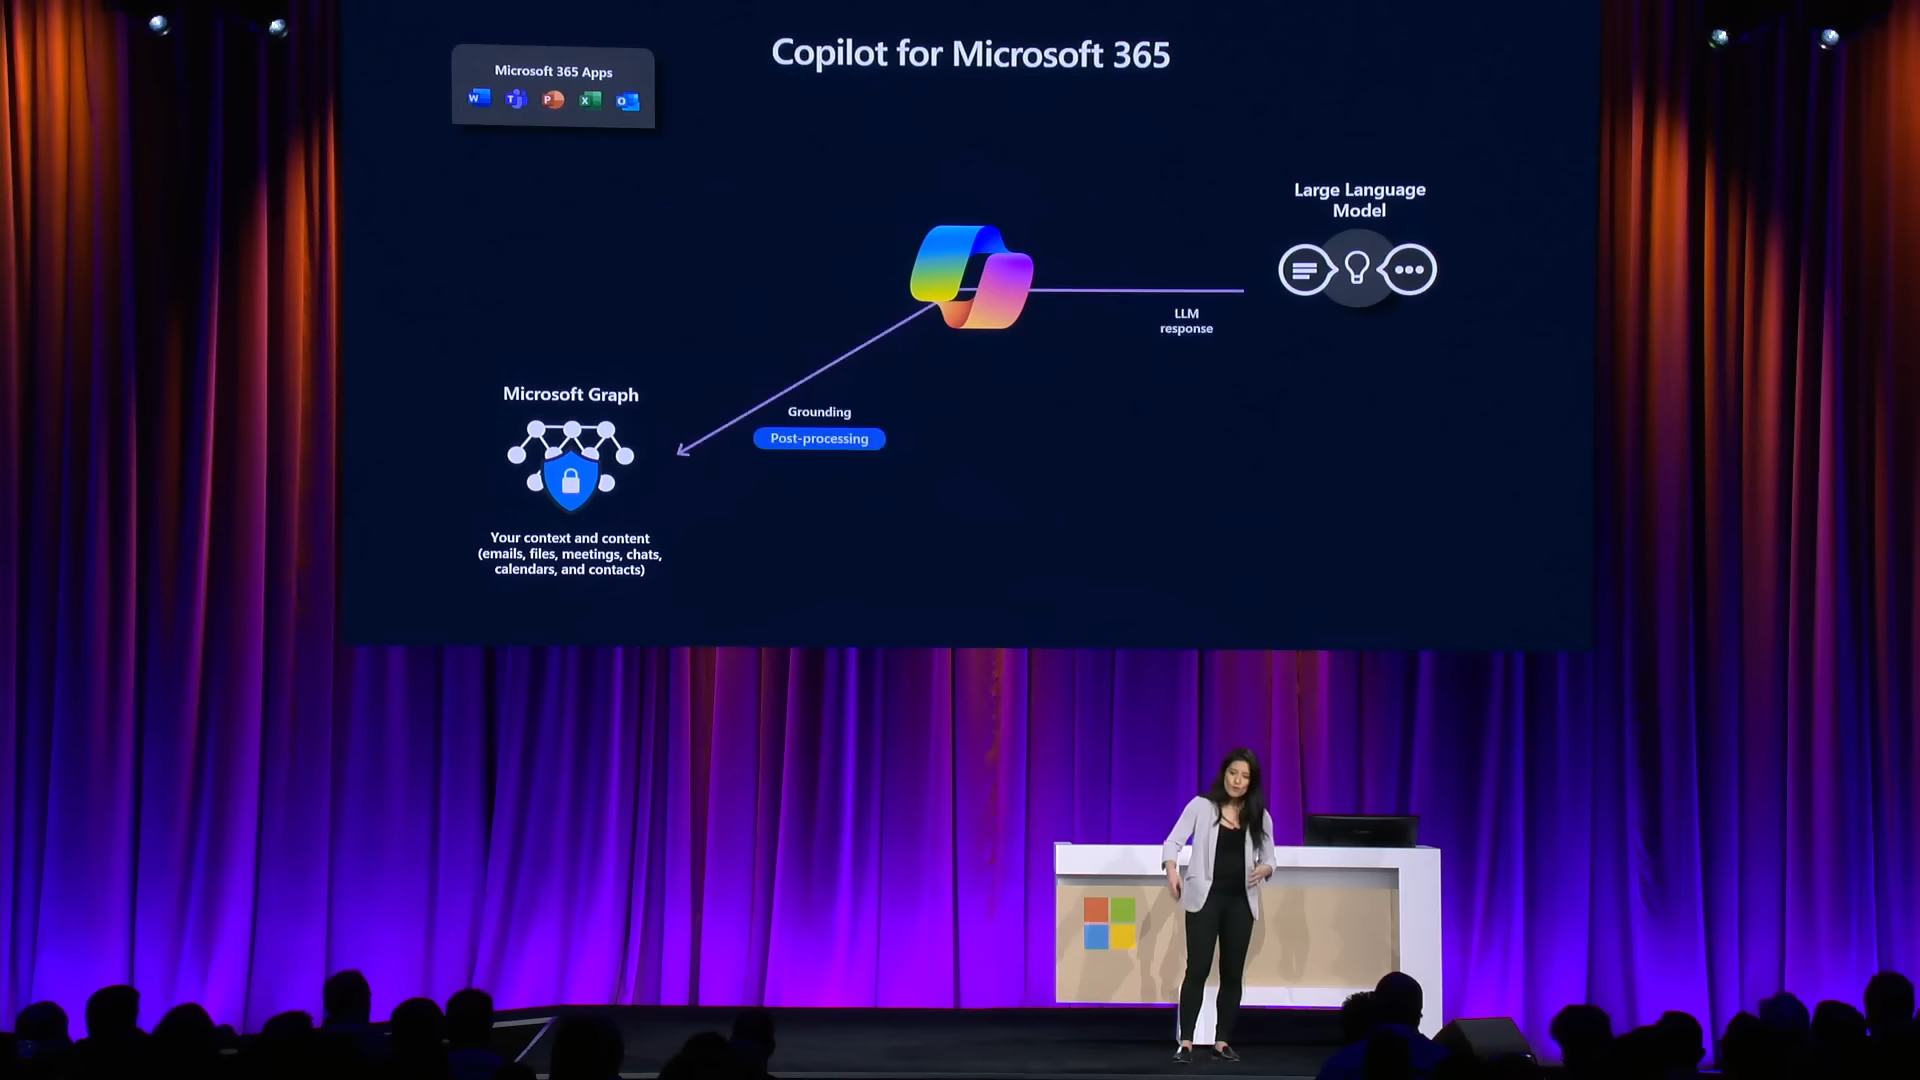 Copilot for Microsoft 365
Microsoft 365 Apps
W
T
P
X
O
Large Language
Model
LLM
response
Microsoft Graph
Grounding
Post-processing
Your context and content
(emails, files, meetings, chats,
calendars, and contacts)